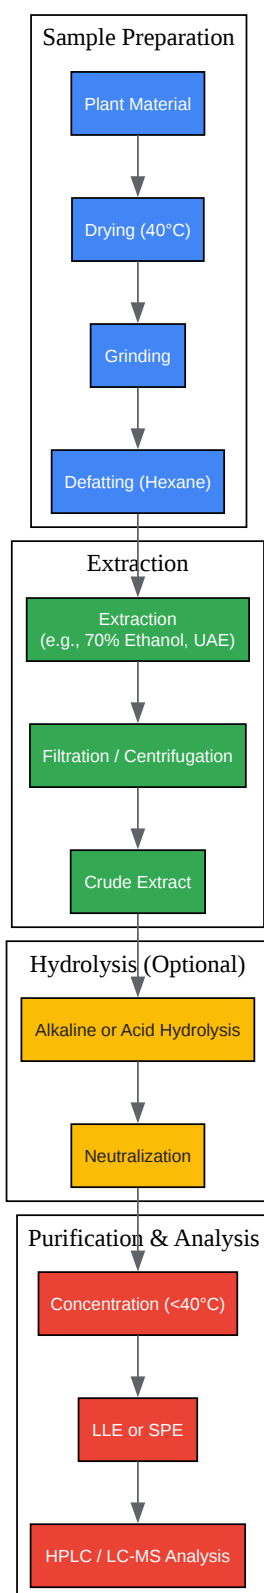 Sample Preparation
Plant Material
Drying (40°C)
Grinding
Defatting (Hexane)
Extraction
Extraction
(e.g., 70% Ethanol, UAE)
Filtration / Centrifugation
Crude Extract
Hydrolysis (Optional)
Alkaline or Acid Hydrolysis
Neutralization
Purification & Analysis
Concentration (<40°C)
LLE or SPE
HPLC / LC-MS Analysis